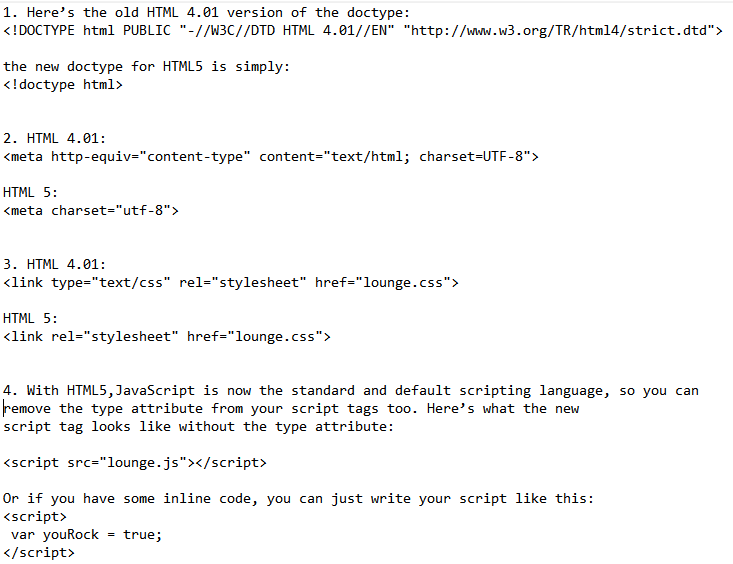 1. Here’s the old HTML 4.01 version of the doctype:
<!DOCTYPE html PUBLIC "-//W3C//DTD HTML 4.01//EN" "http://www.w3.org/TR/html4/strict.dtd">
the new doctype for HTML5 is simply:
<!doctype html>
2. HTML 4.01:
<meta http-equiv="content-type" content="text/html; charset=UTF-8">
HTML 5:
<meta charset="utf-8">
3. HTML 4.01:
<link type="text/css" rel="stylesheet" href="lounge.css">
HTML 5:
<link rel="stylesheet" href="lounge.css">
4. With HTML5,JavaScript is now the standard and default scripting language, so you can
remove the type attribute from your script tags too. Here’s what the new
script tag looks like without the type attribute:
<script src="lounge.js"></script>
Or if you have some inline code, you can just write your script like this:
<script>
 var youRock = true;
</script>